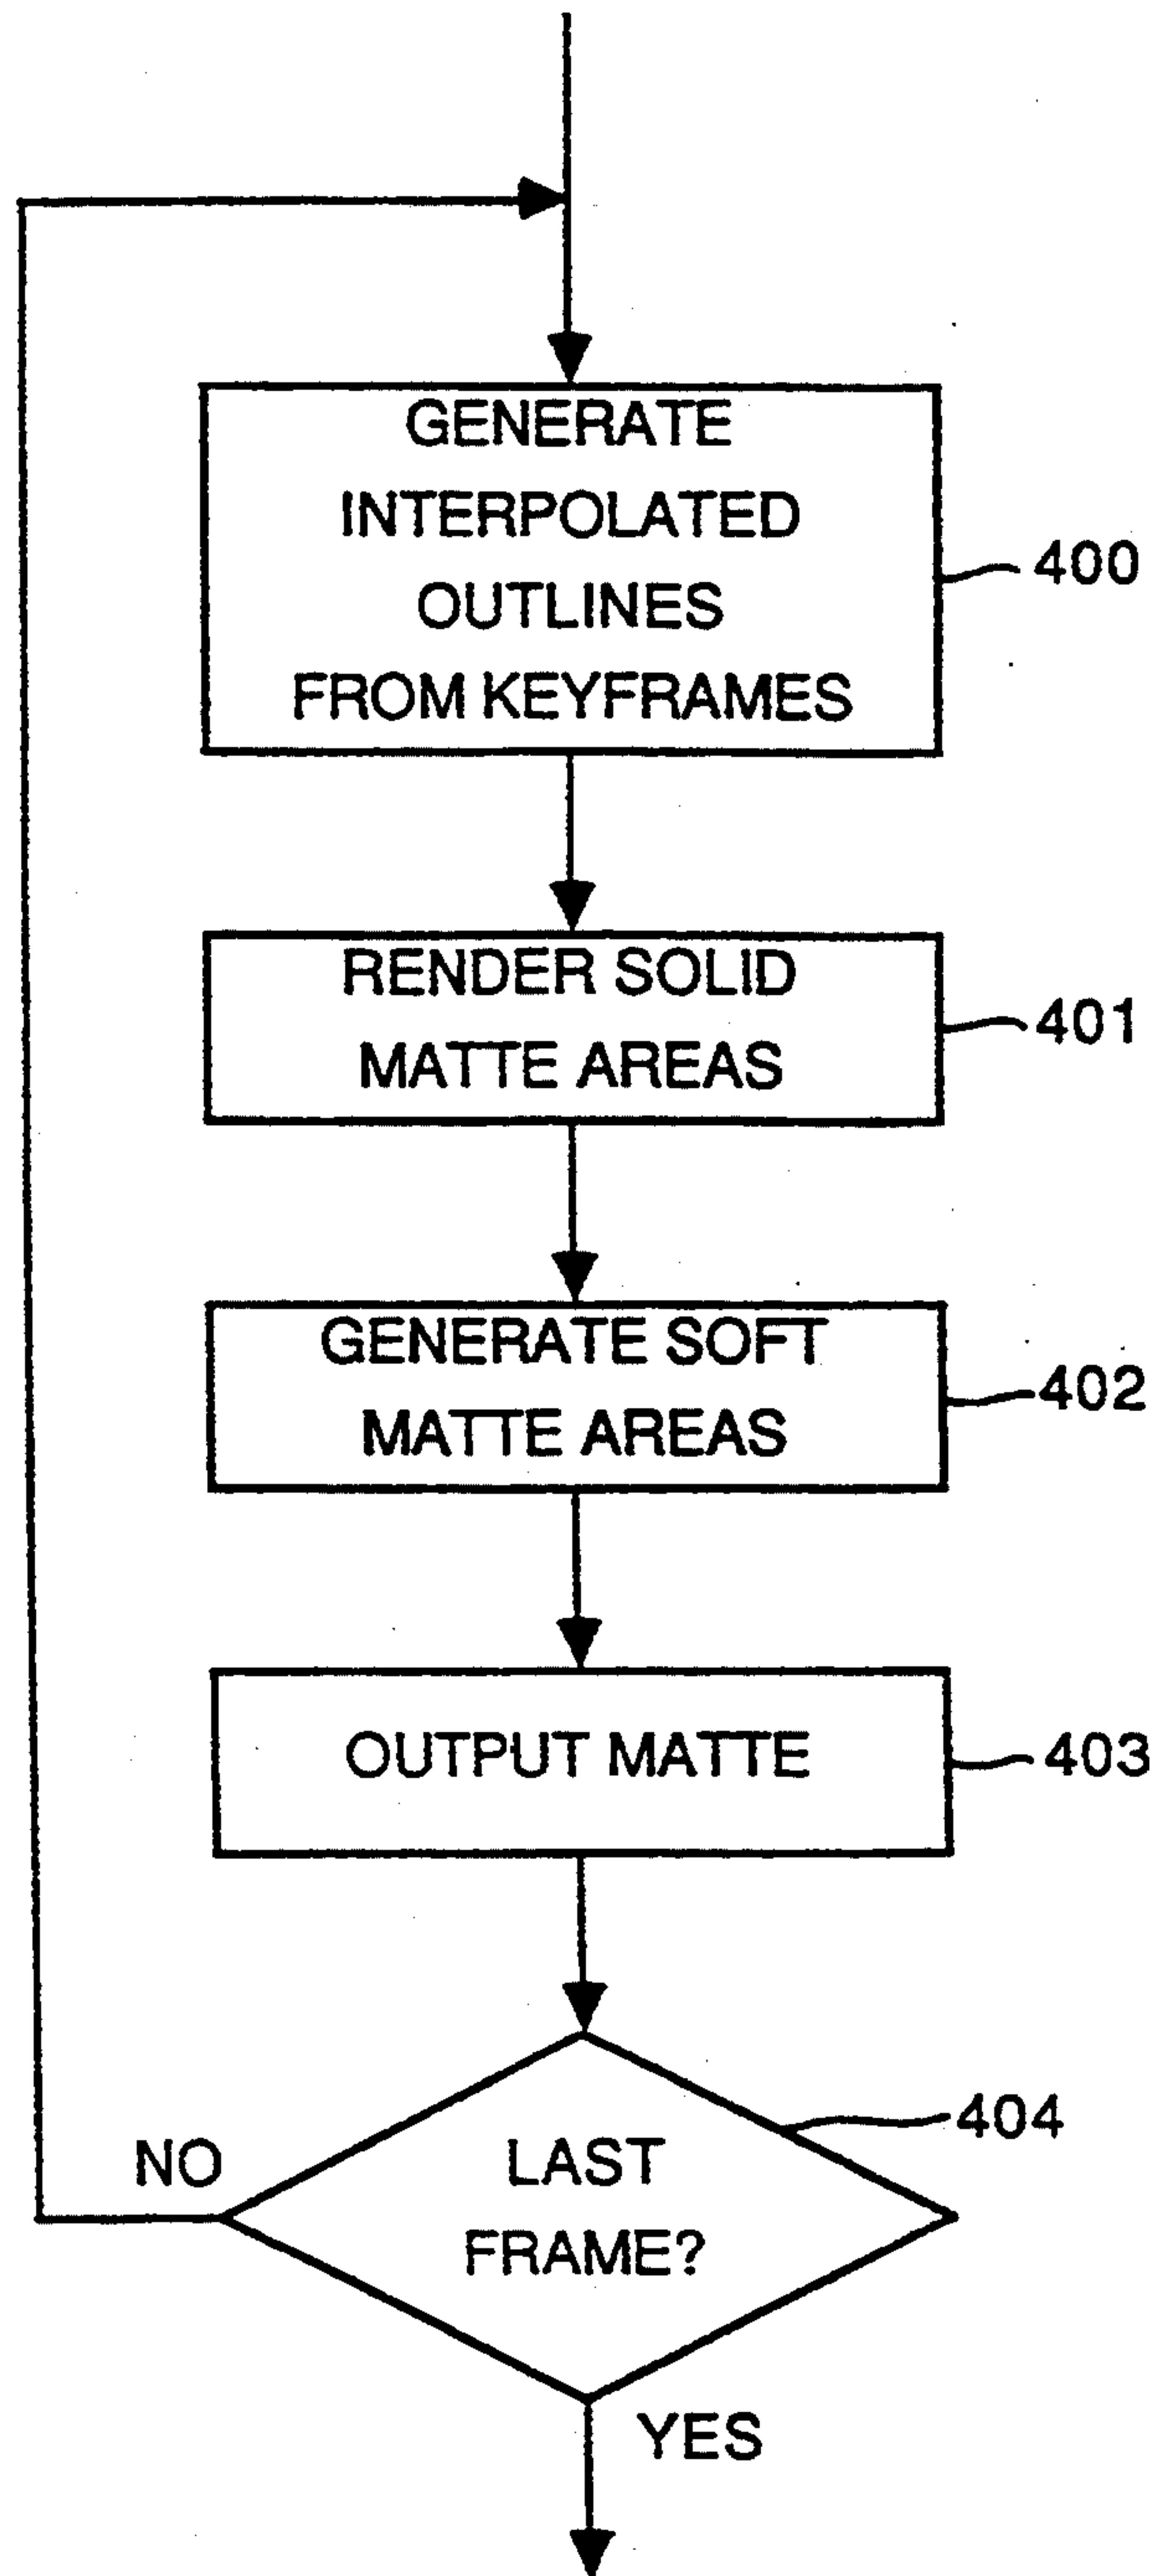 GENERATE
INTERPOLATED
OUTLINES
FROM KEYFRAMES
400
RENDER SOLID
MATTE AREAS
401
GENERATE SOFT
MATTE AREAS
402
OUTPUT MATTE
403
404
NO
LAST
FRAME?
YES